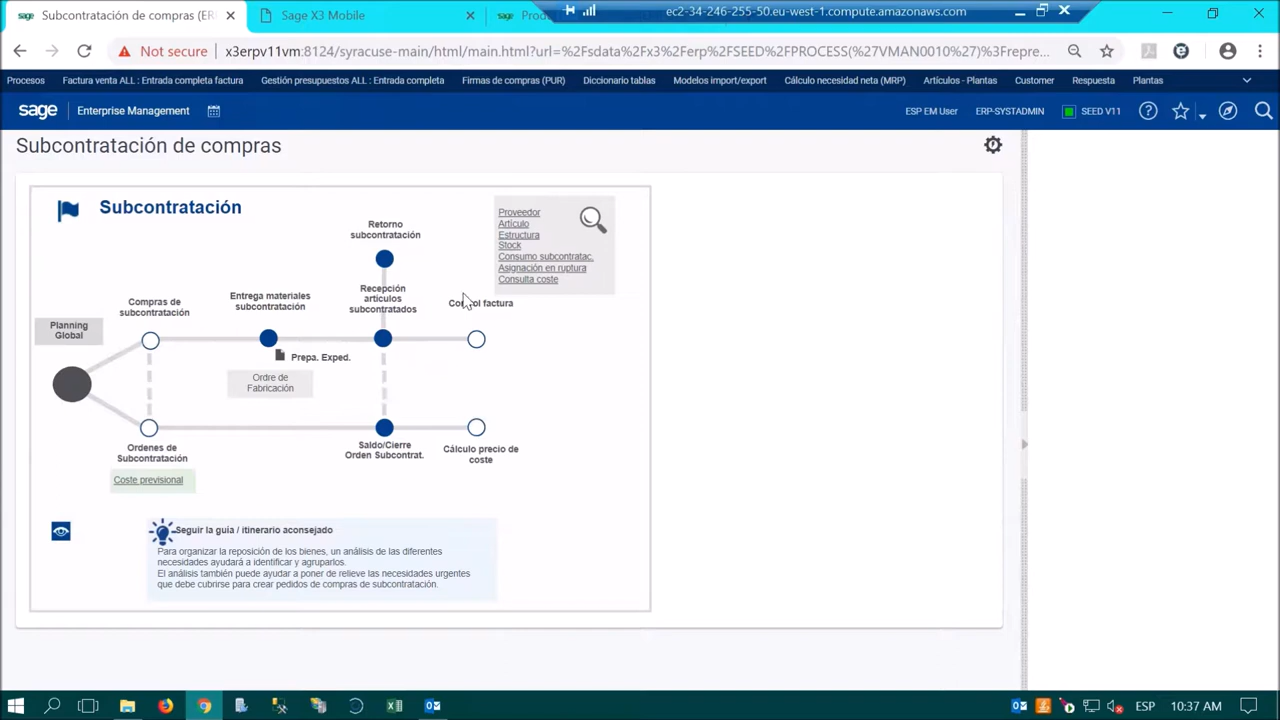 Subcontratación de compras (ER
Sage X3 Mobile
Prod
ec2-34-246-255-50.eu-west-1.compute.amazonaws.com
Not secure
x3erpv11vm:8124/syracuse-main/html/main.html?url=%2Fsdata%2Fx3%2Ferp%2FSEED%2FPROCESS(%27VMAN0010%27)%3Frepre...
Procesos
Factura venta ALL : Entrada completa factura
Gestión presupuestos ALL : Entrada completa
Firmas de compras (PUR)
Diccionario tablas
Modelos import/export
Cálculo necesidad neta (MRP)
Artículos - Plantas
Customer
Respuesta
Plantas
sage
Enterprise Management
ESP EM User
ERP-SYSTADMIN
SEED V11
Subcontratación de compras
Subcontratación
Proveedor
Artículo
Estructura
Stock
Consumo subcontratac.
Asignación en ruptura
Consulta coste
Retorno
subcontratación
Recepción
artículos
subcontratados
Control factura
Entrega materiales
subcontratación
Compras de
subcontratación
Planning
Global
Prepa. Exped.
Ordre de
Fabricación
Ordenes de
Subcontratación
Coste previsional
Saldo/Cierre
Orden Subcontrat.
Cálculo precio de
coste
Seguir la guía / itinerario aconsejado
Para organizar la reposición de los bienes, un análisis de las diferentes
necesidades ayudará a identificar y agruparlos.
El análisis también puede ayudar a poner de relieve las necesidades urgentes
que debe cubrirse para crear pedidos de compras de subcontratación.
ESP
10:37 AM